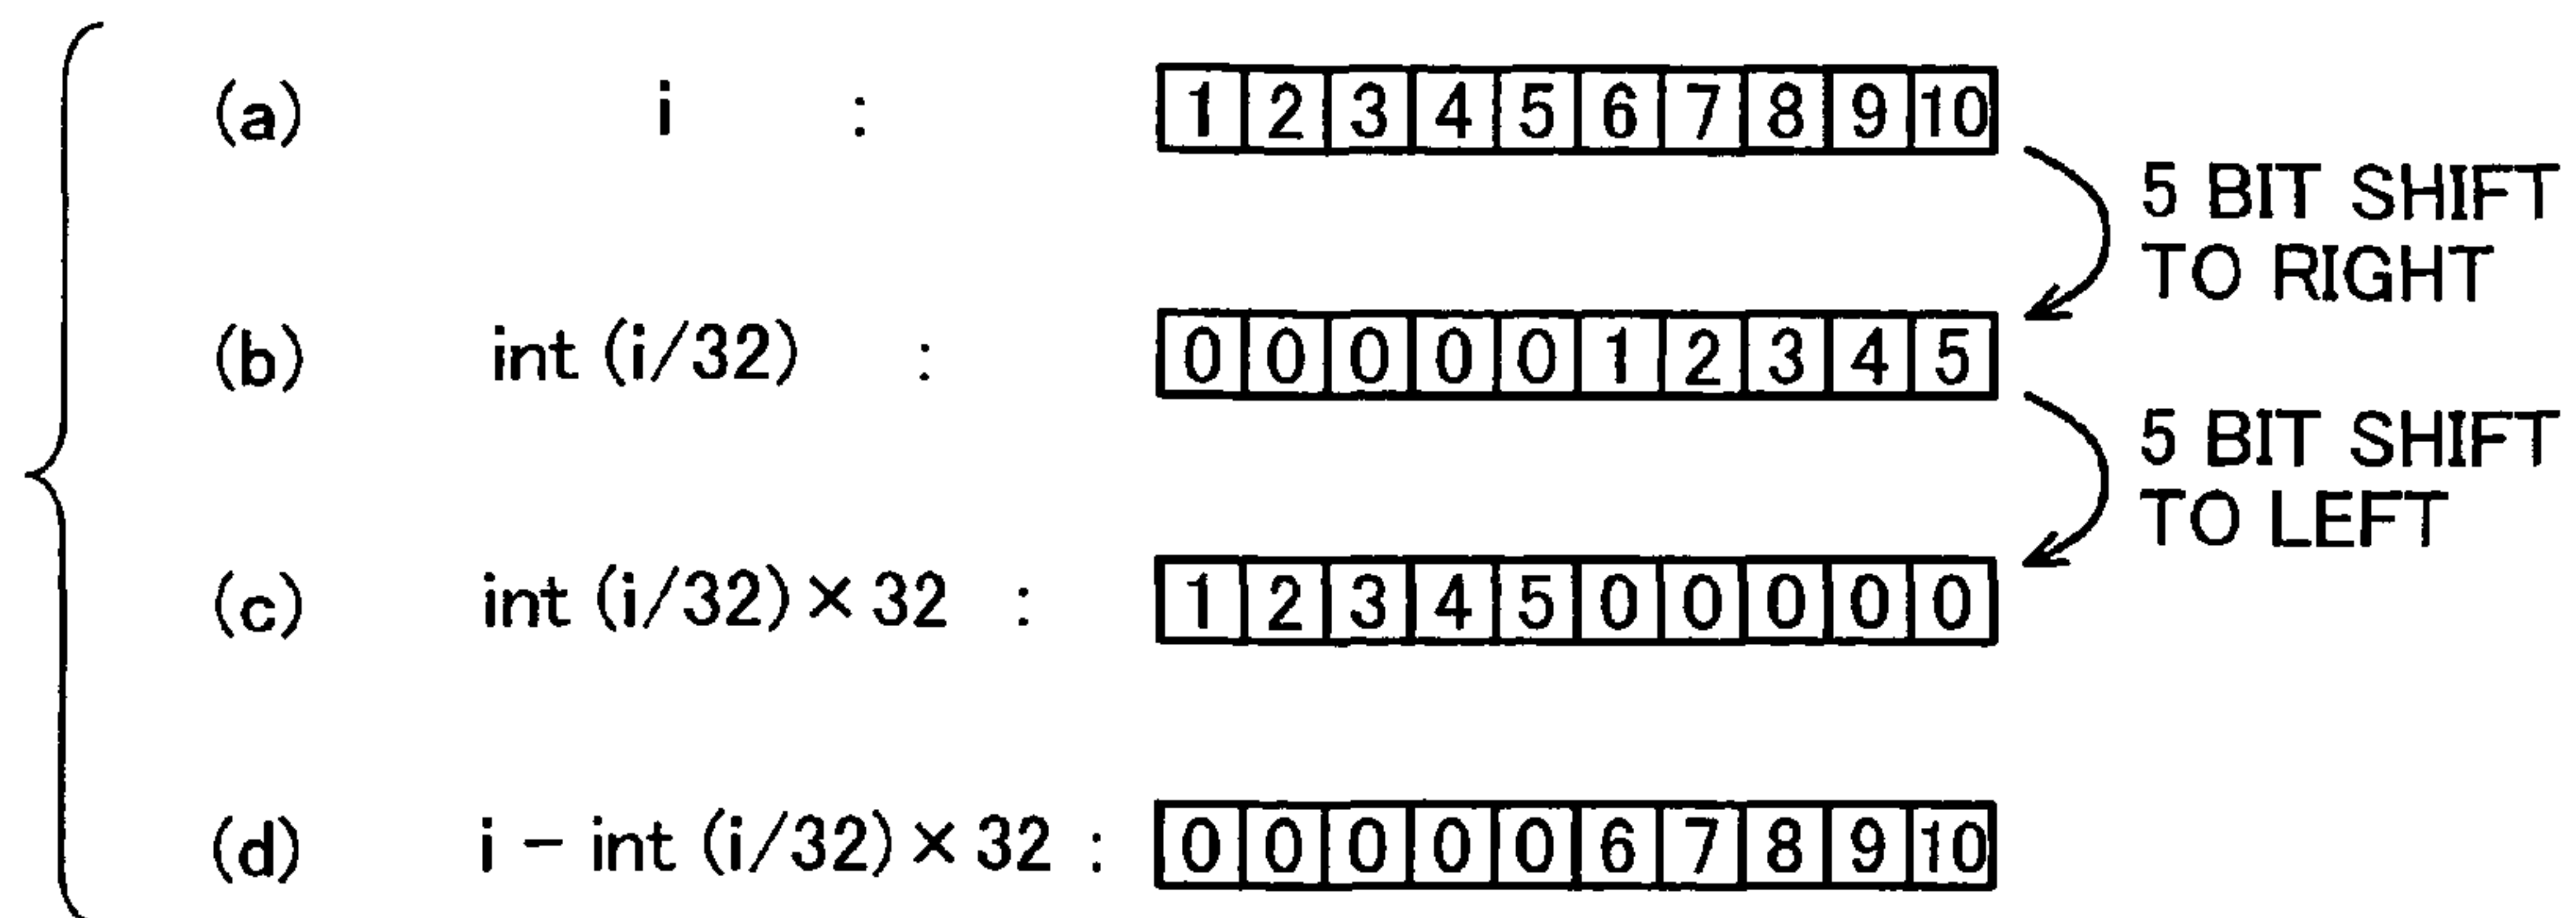 (a) i : 1 2 3 4 5 6 7 8 9 10
5 BIT SHIFT
TO RIGHT
(b) int (i/32) : 0 0 0 0 0 1 2 3 4 5
5 BIT SHIFT
TO LEFT
(c) int (i/32) × 32 : 1 2 3 4 5 0 0 0 0 0
(d) i − int (i/32) × 32 : 0 0 0 0 0 6 7 8 9 10